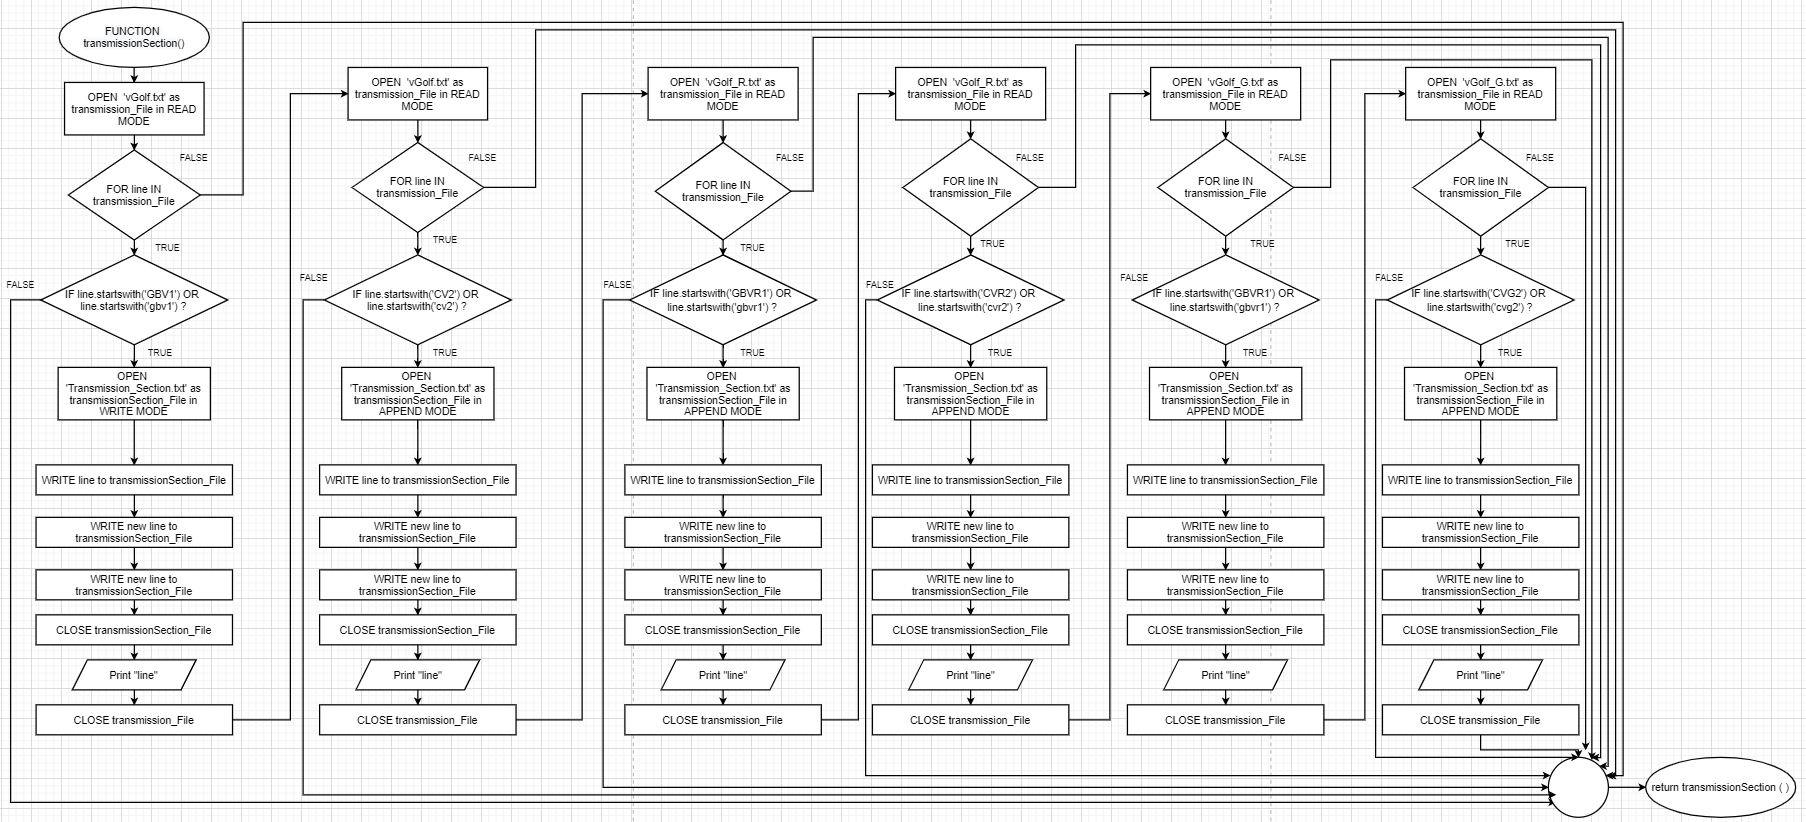 FUNCTION
transmissionSection()
OPEN 'vGolf.txt' as
transmission_File in READ
MODE
FOR line IN
transmission_File
FALSE
TRUE
IF line.startswith('GBV1') OR
line.startswith('gbv1') ?
FALSE
TRUE
OPEN
'Transmission_Section.txt' as
transmissionSection_File in
WRITE MODE
WRITE line to transmissionSection_File
WRITE new line to
transmissionSection_File
WRITE new line to
transmissionSection_File
CLOSE transmissionSection_File
Print "line"
CLOSE transmission_File
OPEN 'vGolf.txt' as
transmission_File in READ
MODE
FOR line IN
transmission_File
FALSE
TRUE
IF line.startswith('CV2') OR
line.startswith('cv2') ?
FALSE
TRUE
OPEN
'Transmission_Section.txt' as
transmissionSection_File in
APPEND MODE
WRITE line to transmissionSection_File
WRITE new line to
transmissionSection_File
WRITE new line to
transmissionSection_File
CLOSE transmissionSection_File
Print "line"
CLOSE transmission_File
OPEN 'vGolf_R.txt' as
transmission_File in READ
MODE
FOR line IN
transmission_File
FALSE
TRUE
IF line.startswith('GBVR1') OR
line.startswith('gbvr1') ?
FALSE
TRUE
OPEN
'Transmission_Section.txt' as
transmissionSection_File in
APPEND MODE
WRITE line to transmissionSection_File
WRITE new line to
transmissionSection_File
WRITE new line to
transmissionSection_File
CLOSE transmissionSection_File
Print "line"
CLOSE transmission_File
OPEN 'vGolf_R.txt' as
transmission_File in READ
MODE
FOR line IN
transmission_File
FALSE
TRUE
IF line.startswith('CVR2') OR
line.startswith('cvr2') ?
FALSE
TRUE
OPEN
'Transmission_Section.txt' as
transmissionSection_File in
APPEND MODE
WRITE line to transmissionSection_File
WRITE new line to
transmissionSection_File
WRITE new line to
transmissionSection_File
CLOSE transmissionSection_File
Print "line"
CLOSE transmission_File
OPEN 'vGolf_G.txt' as
transmission_File in READ
MODE
FOR line IN
transmission_File
FALSE
TRUE
IF line.startswith('GBVR1') OR
line.startswith('gbvr1') ?
FALSE
TRUE
OPEN
'Transmission_Section.txt' as
transmissionSection_File in
APPEND MODE
WRITE line to transmissionSection_File
WRITE new line to
transmissionSection_File
WRITE new line to
transmissionSection_File
CLOSE transmissionSection_File
Print "line"
CLOSE transmission_File
OPEN 'vGolf_G.txt' as
transmission_File in READ
MODE
FOR line IN
transmission_File
FALSE
TRUE
IF line.startswith('CVG2') OR
line.startswith('cvg2') ?
FALSE
TRUE
OPEN
'Transmission_Section.txt' as
transmissionSection_File in
APPEND MODE
WRITE line to transmissionSection_File
WRITE new line to
transmissionSection_File
WRITE new line to
transmissionSection_File
CLOSE transmissionSection_File
Print "line"
CLOSE transmission_File
return transmissionSection ( )